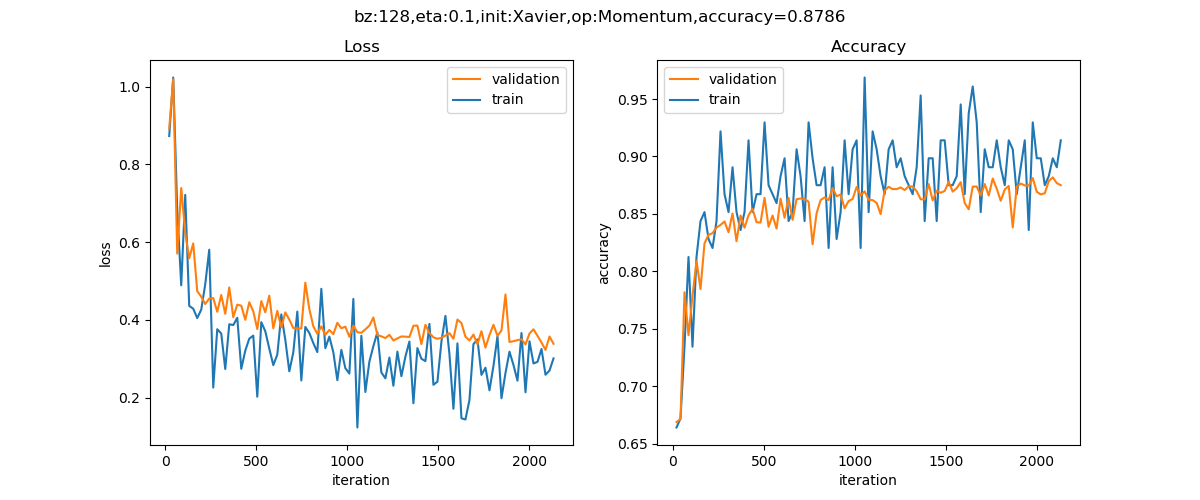 bz:128,eta:0.1,init:Xavier,op:Momentum,accuracy=0.8786
Loss
validation
train
1.0
0.8
0.6
0.4
0.2
loss
0
500
1000
1500
2000
iteration
Accuracy
validation
train
0.95
0.90
0.85
0.80
0.75
0.70
0.65
accuracy
0
500
1000
1500
2000
iteration